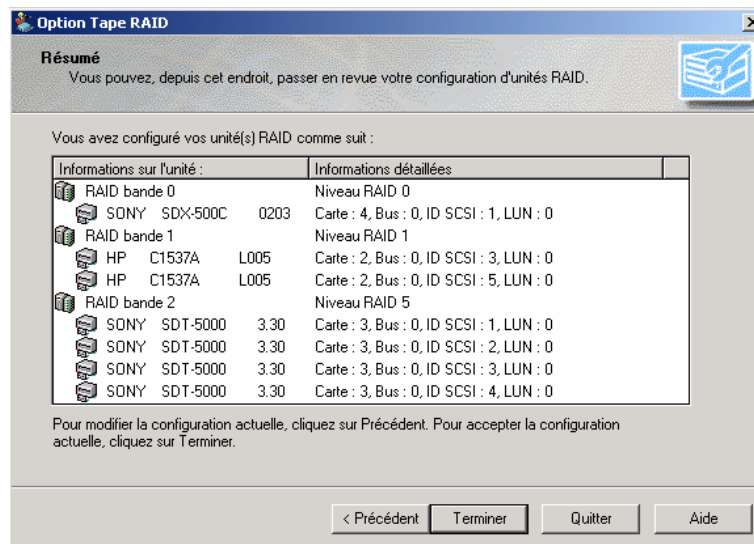 Option Tape RAID
Résumé
Vous pouvez, depuis cet endroit, passer en revue votre configuration d'unités RAID.
Vous avez configuré vos unité(s) RAID comme suit :
Informations sur l'unité : Informations détaillées
RAID bande 0 Niveau RAID 0
SONY SDX-500C 0203 Carte : 4, Bus : 0, ID SCSI : 1, LUN : 0
RAID bande 1 Niveau RAID 1
HP C1537A L005 Carte : 2, Bus : 0, ID SCSI : 3, LUN : 0
HP C1537A L005 Carte : 2, Bus : 0, ID SCSI : 5, LUN : 0
RAID bande 2 Niveau RAID 5
SONY SDT-5000 3.30 Carte : 3, Bus : 0, ID SCSI : 1, LUN : 0
SONY SDT-5000 3.30 Carte : 3, Bus : 0, ID SCSI : 2, LUN : 0
SONY SDT-5000 3.30 Carte : 3, Bus : 0, ID SCSI : 3, LUN : 0
SONY SDT-5000 3.30 Carte : 3, Bus : 0, ID SCSI : 4, LUN : 0
Pour modifier la configuration actuelle, cliquez sur Précédent. Pour accepter la configuration
actuelle, cliquez sur Terminer.
< Précédent Terminer Quitter Aide